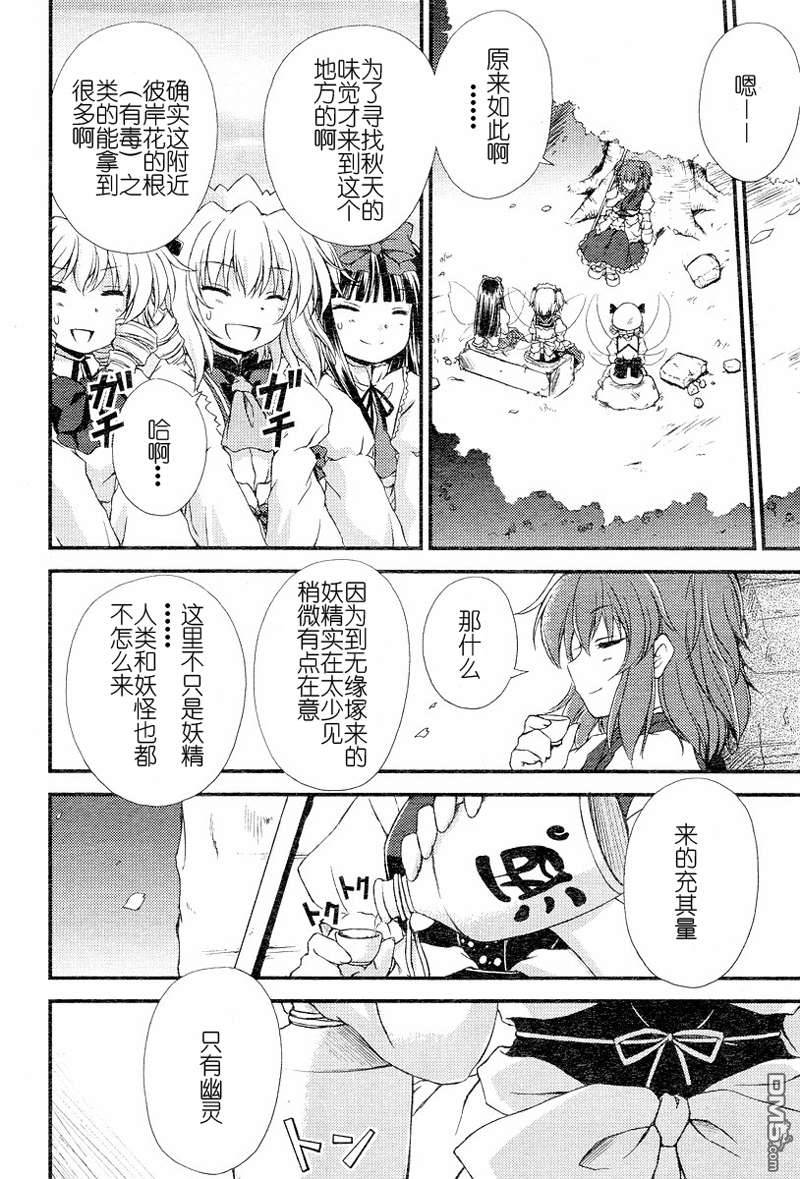 嗯——
原来如此啊
……
为了寻找秋天的
味觉才来到这个
地方的啊
确实这附近
彼岸花的根
（有毒）之
类的能拿到
很多啊
ガチ
ガチ
哈啊
…
那什么
因为到无缘塚来的
妖精实在太少见
稍微有点在意
这里不只是妖精
……
人类和妖怪也都
不怎么来
来的充其量
トク
トク
只有幽灵
トン
DM5.com